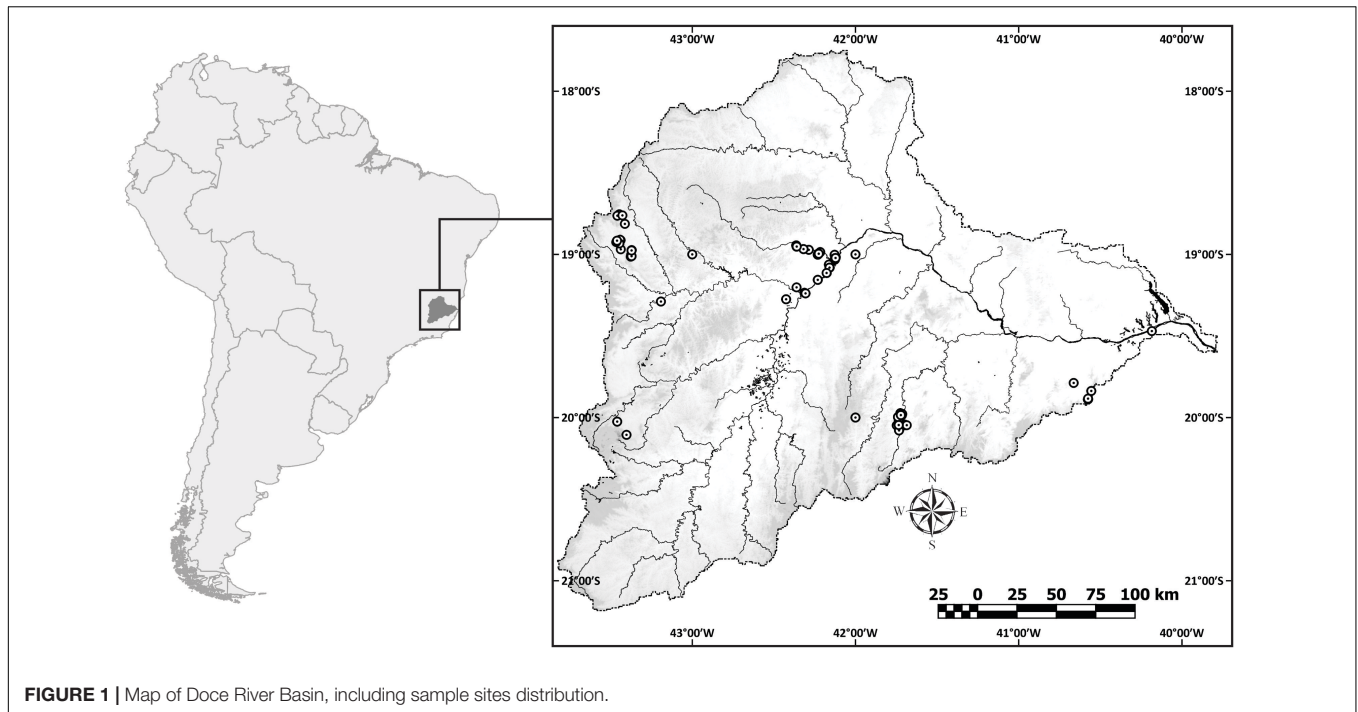 43°00'W 42°00'W 41°00'W 40°00'W
18°00'S 18°00'S
19°00'S 19°00'S
20°00'S 20°00'S
N
W E
S
21°00'S 21°00'S
25 0 25 50 75 100 km
43°00'W 42°00'W 41°00'W 40°00'W
FIGURE 1 | Map of Doce River Basin, including sample sites distribution.